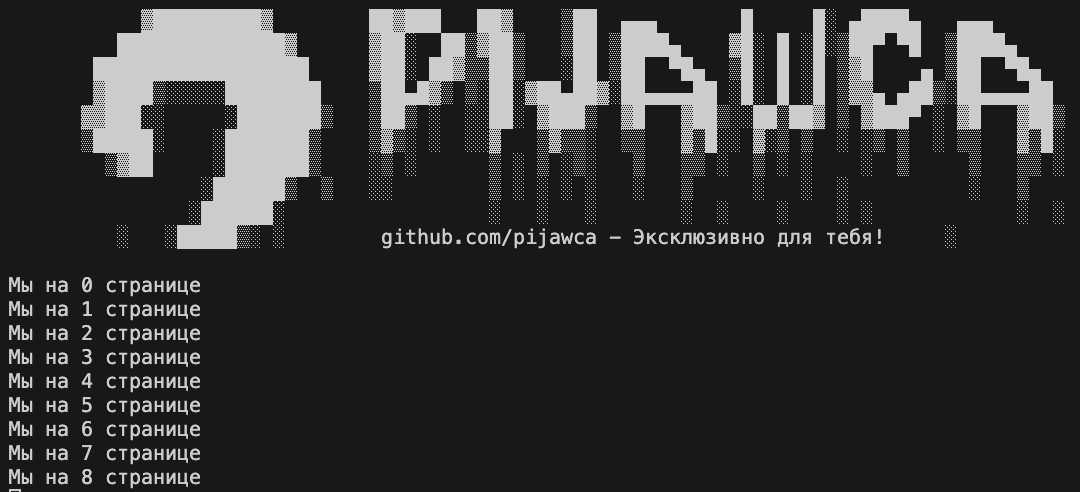 PIJAWCA
github.com/pijawca - Эксклюзивно для тебя!
Мы на 0 странице
Мы на 1 странице
Мы на 2 странице
Мы на 3 странице
Мы на 4 странице
Мы на 5 странице
Мы на 6 странице
Мы на 7 странице
Мы на 8 странице